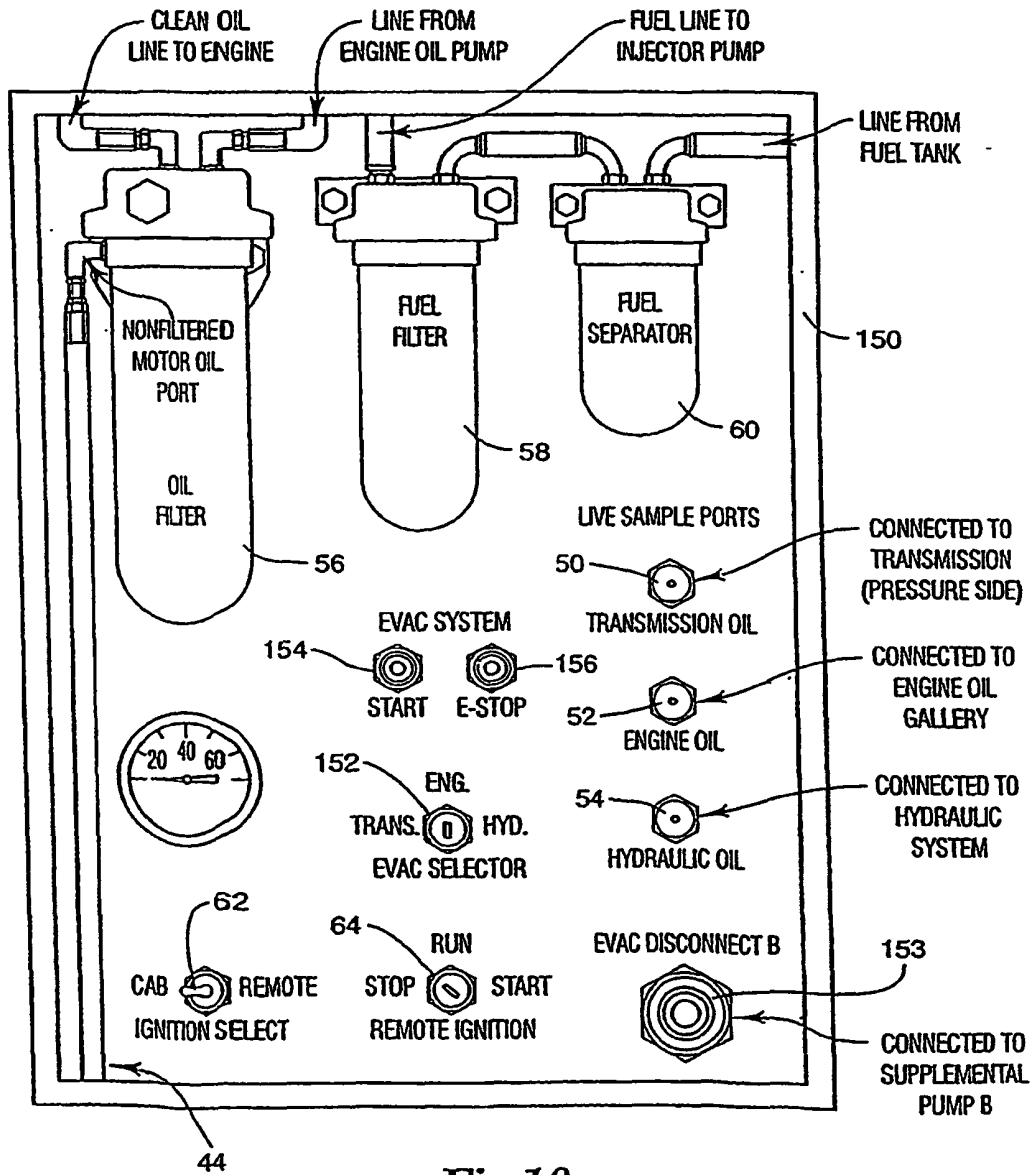 CLEAN OIL
LINE TO ENGINE
LINE FROM
ENGINE OIL PUMP
FUEL LINE TO
INJECTOR PUMP
LINE FROM
FUEL TANK
NONFILTERED
MOTOR OIL
PORT
OIL
FILTER
FUEL
FILTER
FUEL
SEPARATOR
150
60
58
56
LIVE SAMPLE PORTS
50
TRANSMISSION OIL
CONNECTED TO
TRANSMISSION
(PRESSURE SIDE)
EVAC SYSTEM
154
156
START
E-STOP
52
ENGINE OIL
CONNECTED TO
ENGINE OIL
GALLERY
20 40 60
152
ENG.
TRANS.
HYD.
EVAC SELECTOR
54
HYDRAULIC OIL
CONNECTED TO
HYDRAULIC
SYSTEM
62
CAB
REMOTE
IGNITION SELECT
64
RUN
STOP
START
REMOTE IGNITION
EVAC DISCONNECT B
153
CONNECTED TO
SUPPLEMENTAL
PUMP B
44